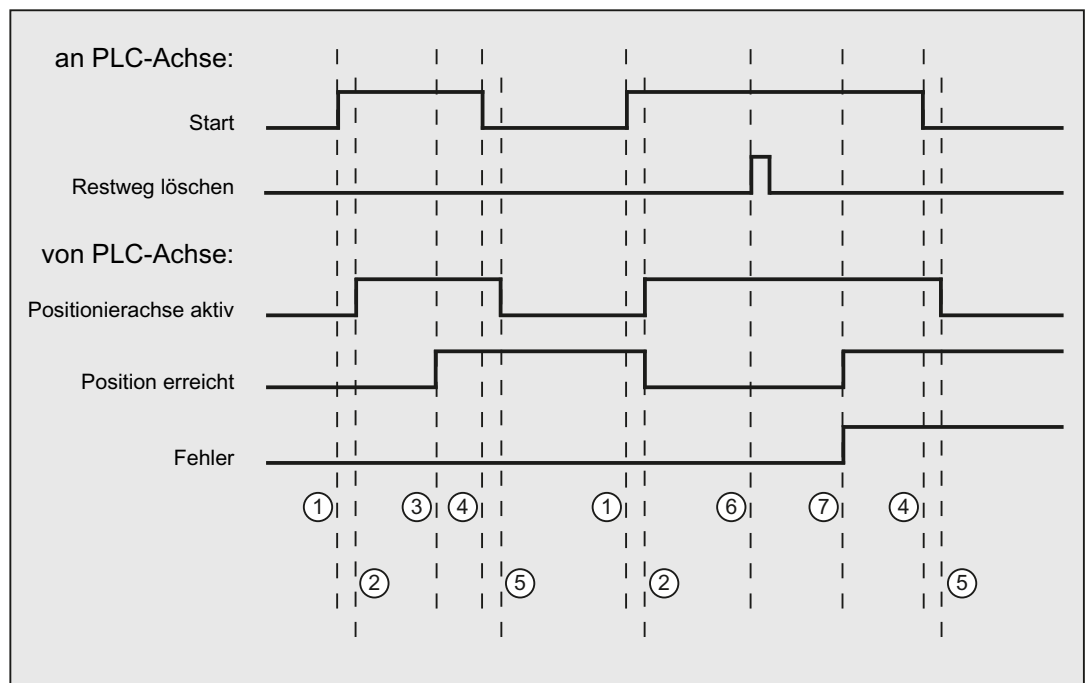 an PLC-Achse:
Start
Restweg löschen
von PLC-Achse:
Positionierachse aktiv
Position erreicht
Fehler
1 3 4 1 6 7 4
2 5 2 5